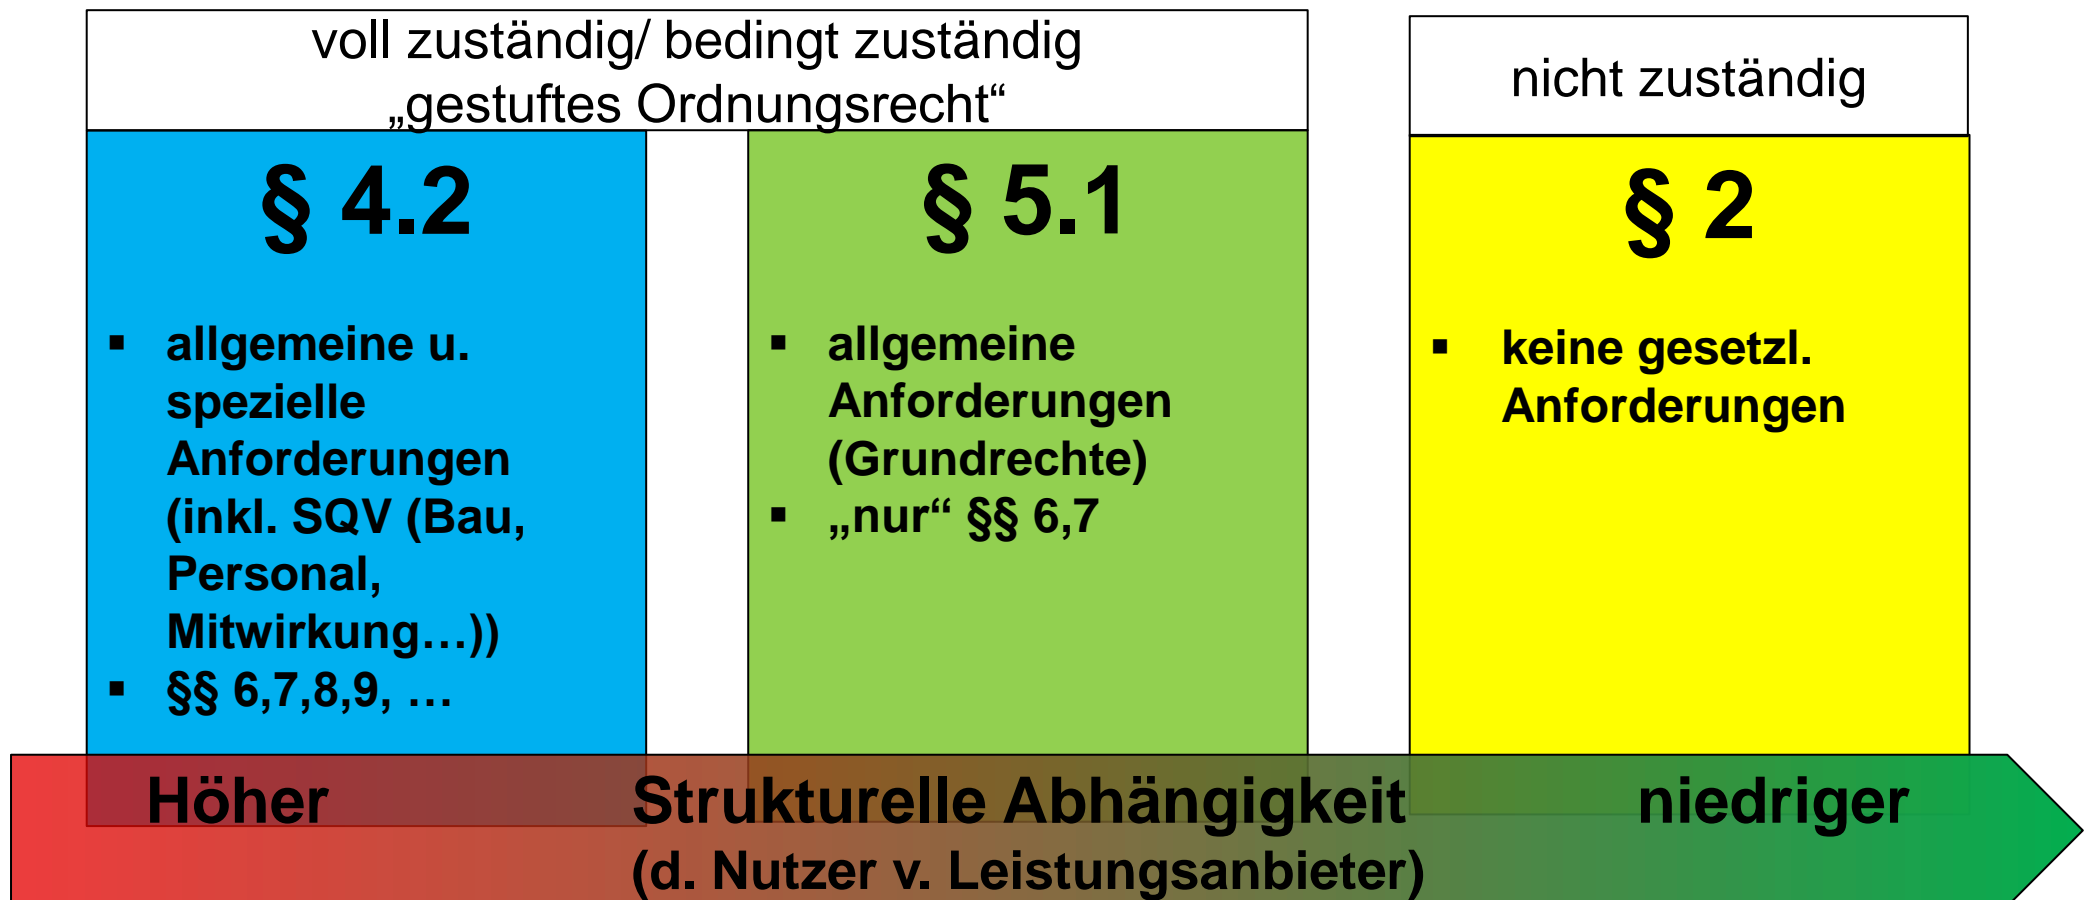 voll zuständig/ bedingt zuständig
„gestuftes Ordnungsrecht“
nicht zuständig
§ 4.2
▪ allgemeine u.
spezielle
Anforderungen
(inkl. SQV (Bau,
Personal,
Mitwirkung…))
▪ §§ 6,7,8,9, …
§ 5.1
▪ allgemeine
Anforderungen
(Grundrechte)
▪ „nur“ §§ 6,7
§ 2
▪ keine gesetzl.
Anforderungen
Höher Strukturelle Abhängigkeit niedriger
(d. Nutzer v. Leistungsanbieter)